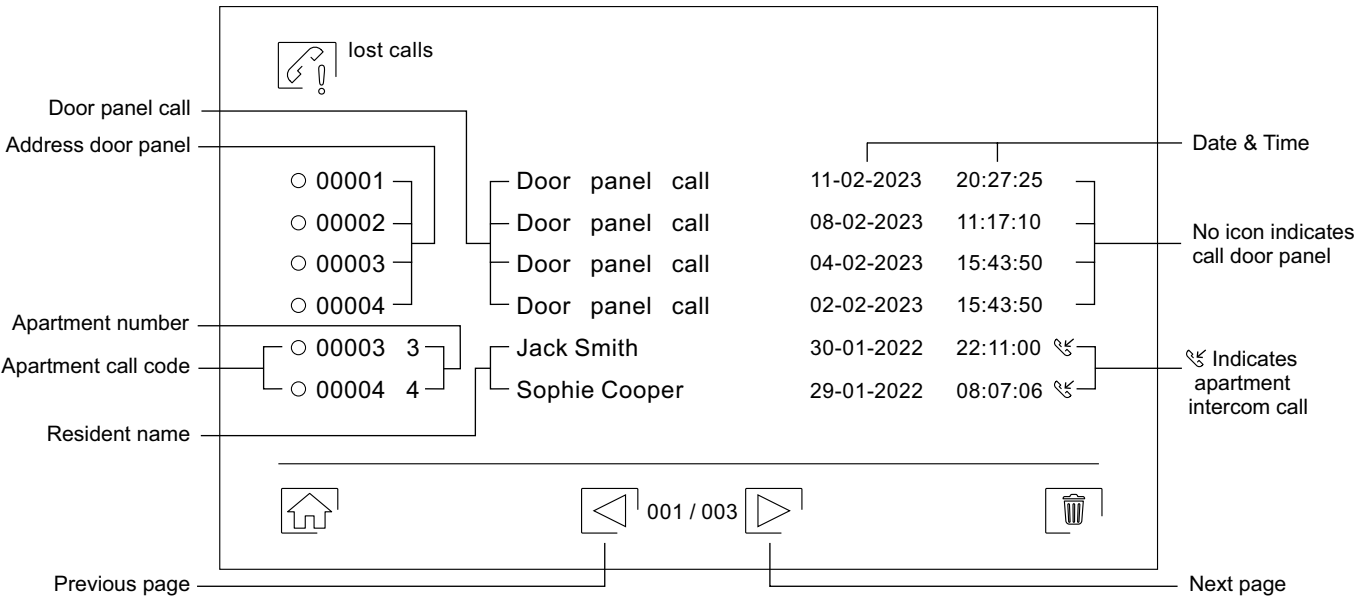 lost calls
Door panel call
Address door panel
Date & Time
00001 Door panel call 11-02-2023 20:27:25
00002 Door panel call 08-02-2023 11:17:10
No icon indicates
call door panel
00003 Door panel call 04-02-2023 15:43:50
00004 Door panel call 02-02-2023 15:43:50
Apartment number
Apartment call code
00003 3 Jack Smith 30-01-2022 22:11:00
00004 4 Sophie Cooper 29-01-2022 08:07:06
Indicates
apartment
intercom call
Resident name
001 / 003
Previous page
Next page